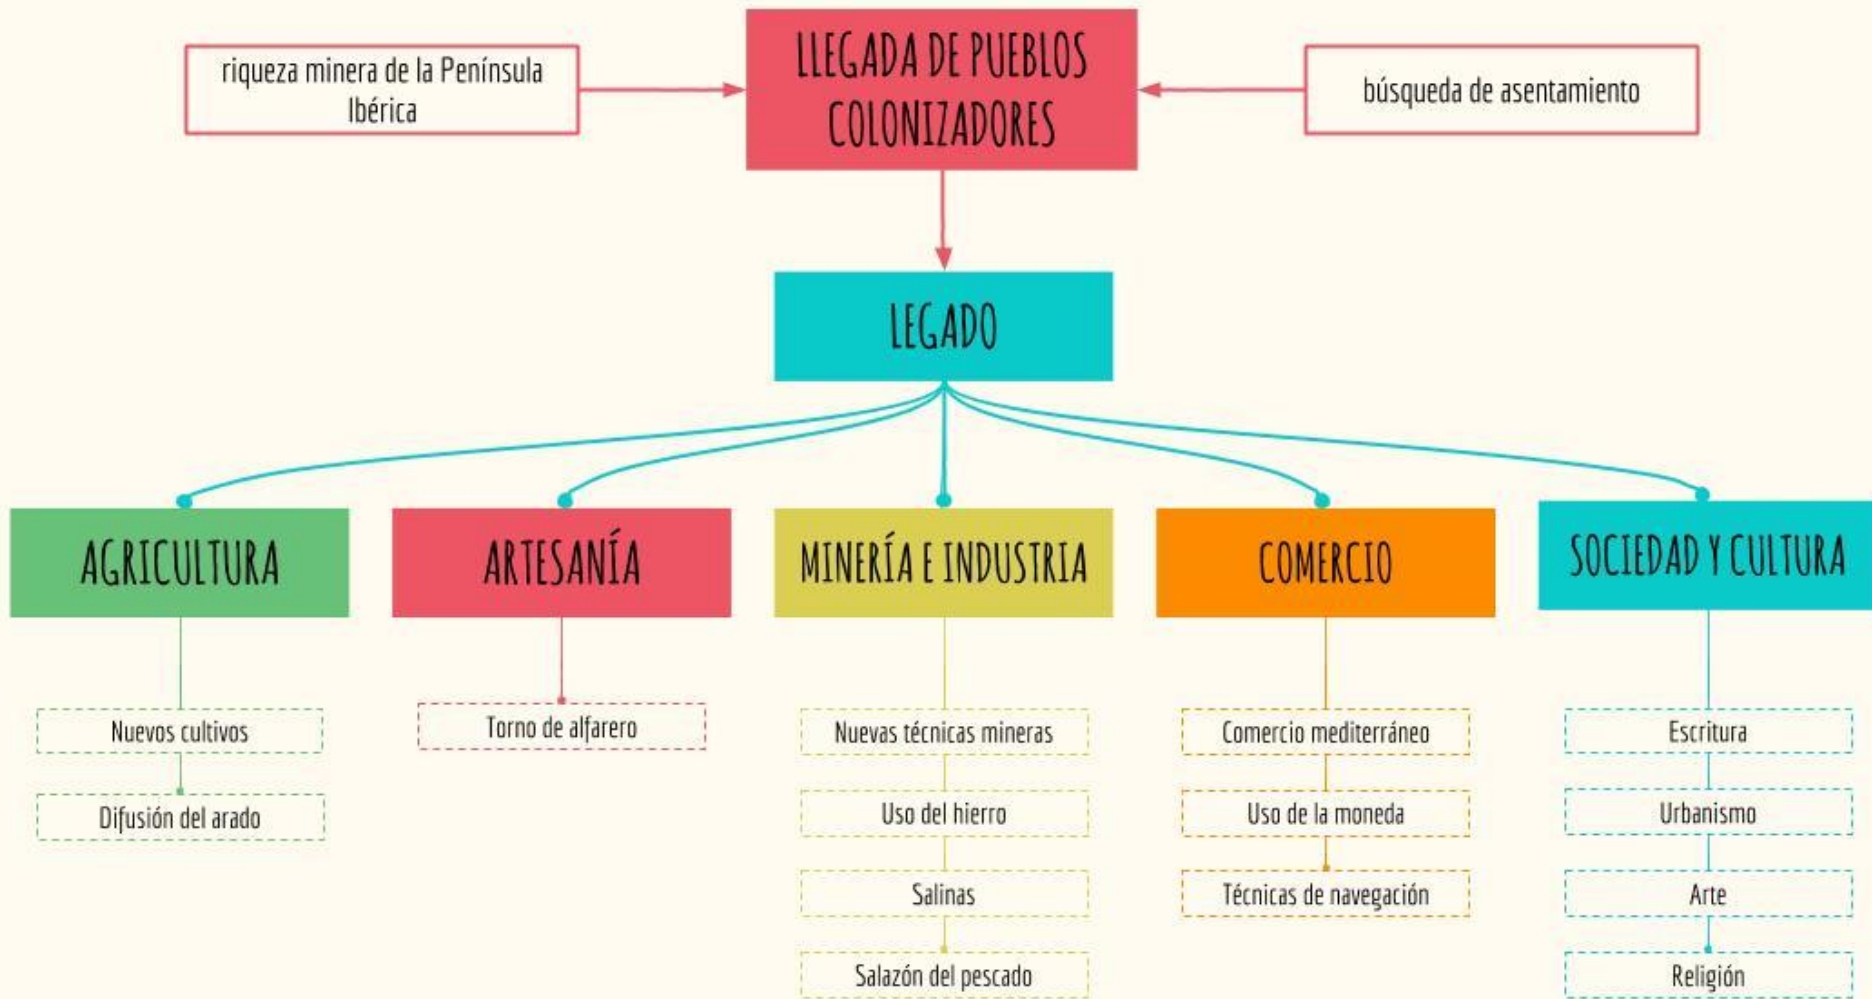 LLEGADA DE PUEBLOS
COLONIZADORES
riqueza minera de la Península
Ibérica
búsqueda de asentamiento
LEGADO
AGRICULTURA
ARTESANÍA
MINERÍA E INDUSTRIA
COMERCIO
SOCIEDAD Y CULTURA
Nuevos cultivos
Difusión del arado
Torno de alfarero
Nuevas técnicas mineras
Uso del hierro
Salinas
Salazón del pescado
Comercio mediterráneo
Uso de la moneda
Técnicas de navegación
Escritura
Urbanismo
Arte
Religión